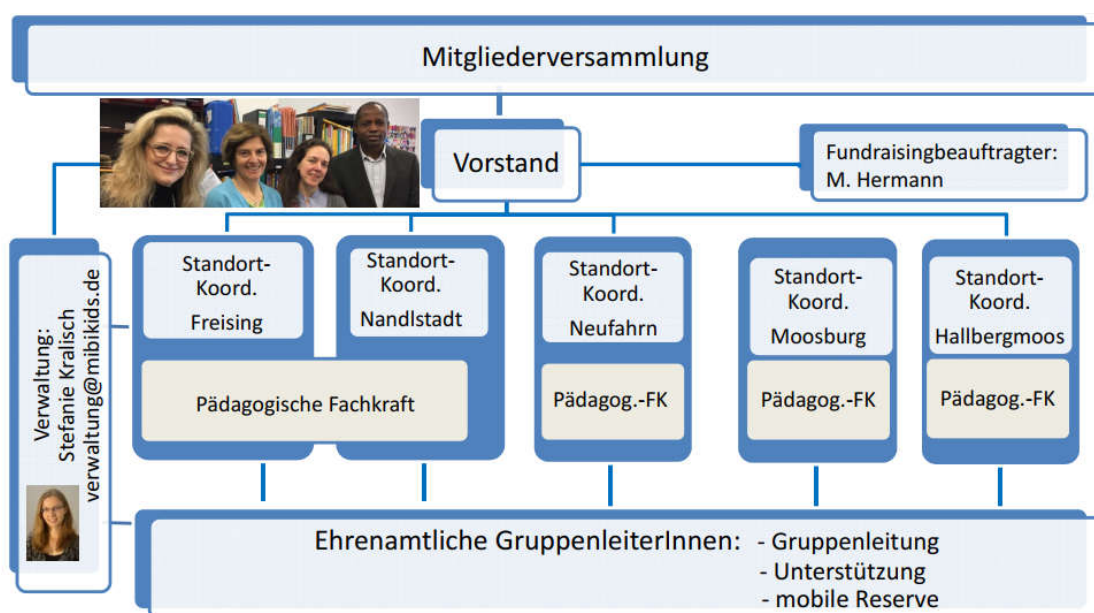 Mitgliederversammlung
Vorstand
Fundraisingbeauftragter:
M. Hermann
Verwaltung:
Stefanie Kralisch
verwaltung@mibikids.de
Standort-
Koord.
Freising
Standort-
Koord.
Nandlstadt
Pädagogische Fachkraft
Standort-
Koord.
Neufahrn
Pädagog.-FK
Standort-
Koord.
Moosburg
Pädagog.-FK
Standort-
Koord.
Hallbergmoos
Pädagog.-FK
Ehrenamtliche GruppenleiterInnen: - Gruppenleitung
- Unterstützung
- mobile Reserve